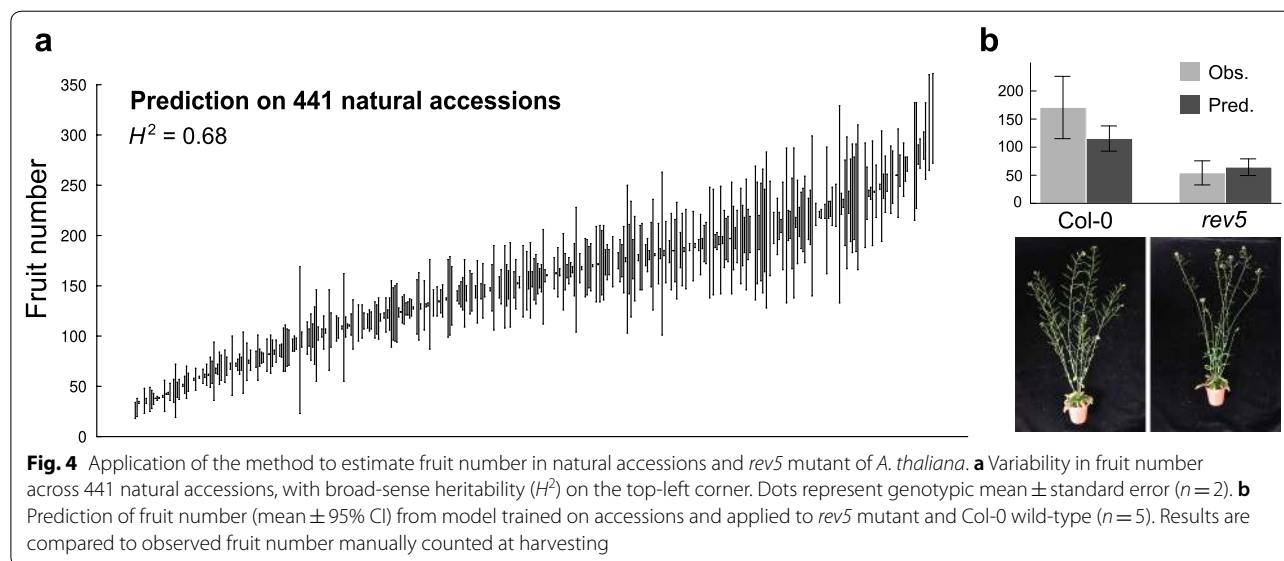 a
350
300
250
200
150
100
50
0
Fruit number
Prediction on 441 natural accessions
H² = 0.68
b
Obs.
Pred.
200
150
100
50
0
Col-0 rev5
Fig. 4 Application of the method to estimate fruit number in natural accessions and rev5 mutant of A. thaliana. a Variability in fruit number
across 441 natural accessions, with broad-sense heritability (H²) on the top-left corner. Dots represent genotypic mean ± standard error (n = 2). b
Prediction of fruit number (mean ± 95% CI) from model trained on accessions and applied to rev5 mutant and Col-0 wild-type (n = 5). Results are
compared to observed fruit number manually counted at harvesting